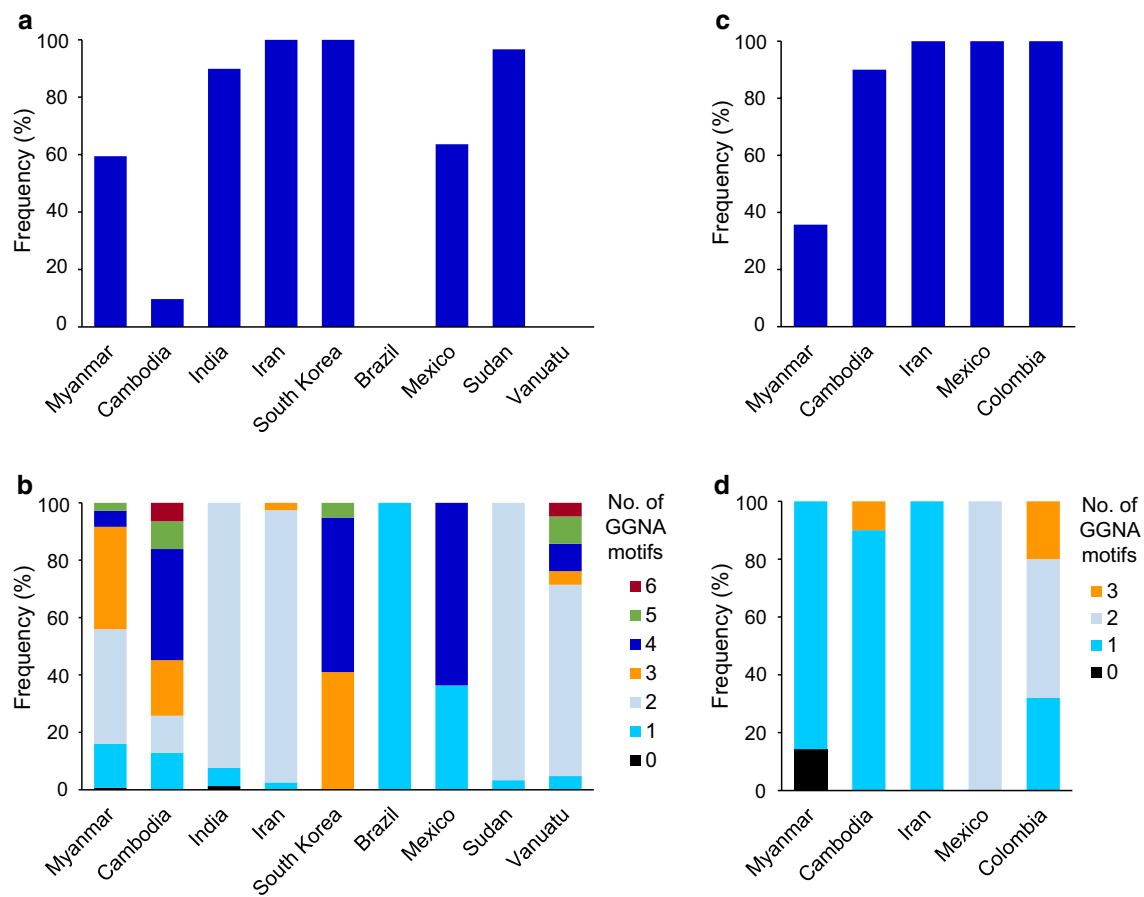 a
Frequency (%)
100
80
60
40
20
0
Myanmar
Cambodia
India
Iran
South Korea
Brazil
Mexico
Sudan
Vanuatu
c
Frequency (%)
100
80
60
40
20
0
Myanmar
Cambodia
Iran
Mexico
Colombia
b
Frequency (%)
100
80
60
40
20
0
Myanmar
Cambodia
India
Iran
South Korea
Brazil
Mexico
Sudan
Vanuatu
No. of
GGNA
motifs
6
5
4
3
2
1
0
d
Frequency (%)
100
80
60
40
20
0
Myanmar
Cambodia
Iran
Mexico
Colombia
No. of
GGNA
motifs
3
2
1
0